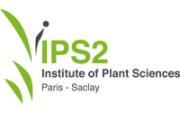 IPS2
Institute of Plant Sciences
Paris - Saclay